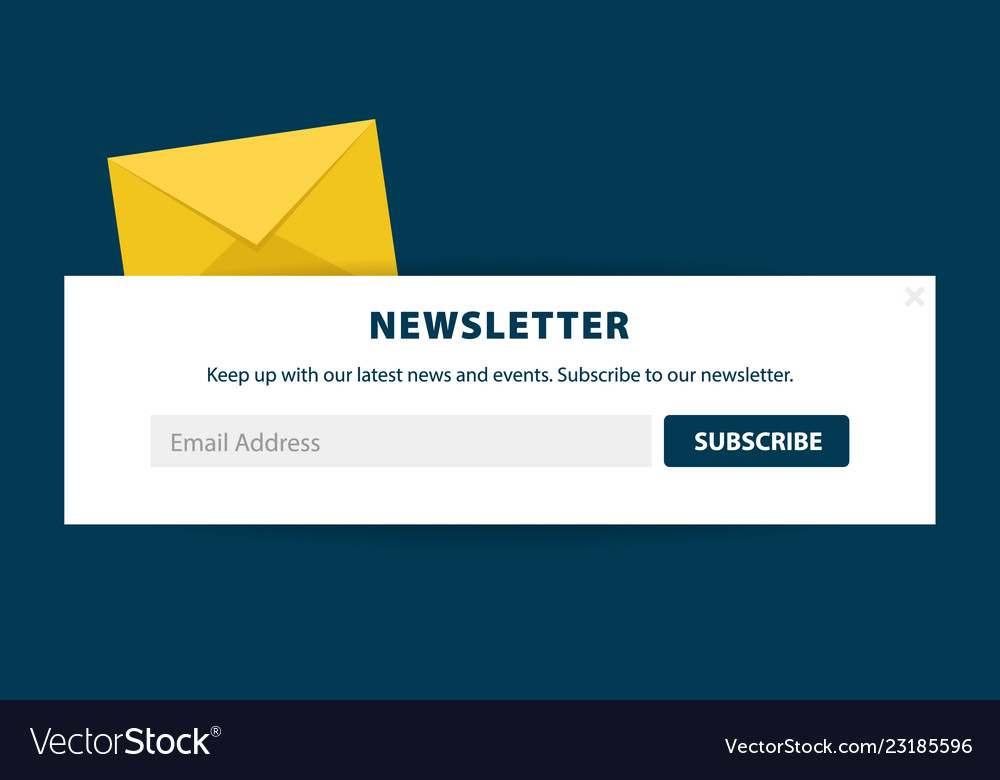 NEWSLETTER
Keep up with our latest news and events. Subscribe to our newsletter.
Email Address
SUBSCRIBE
VectorStock®
VectorStock.com/23185596